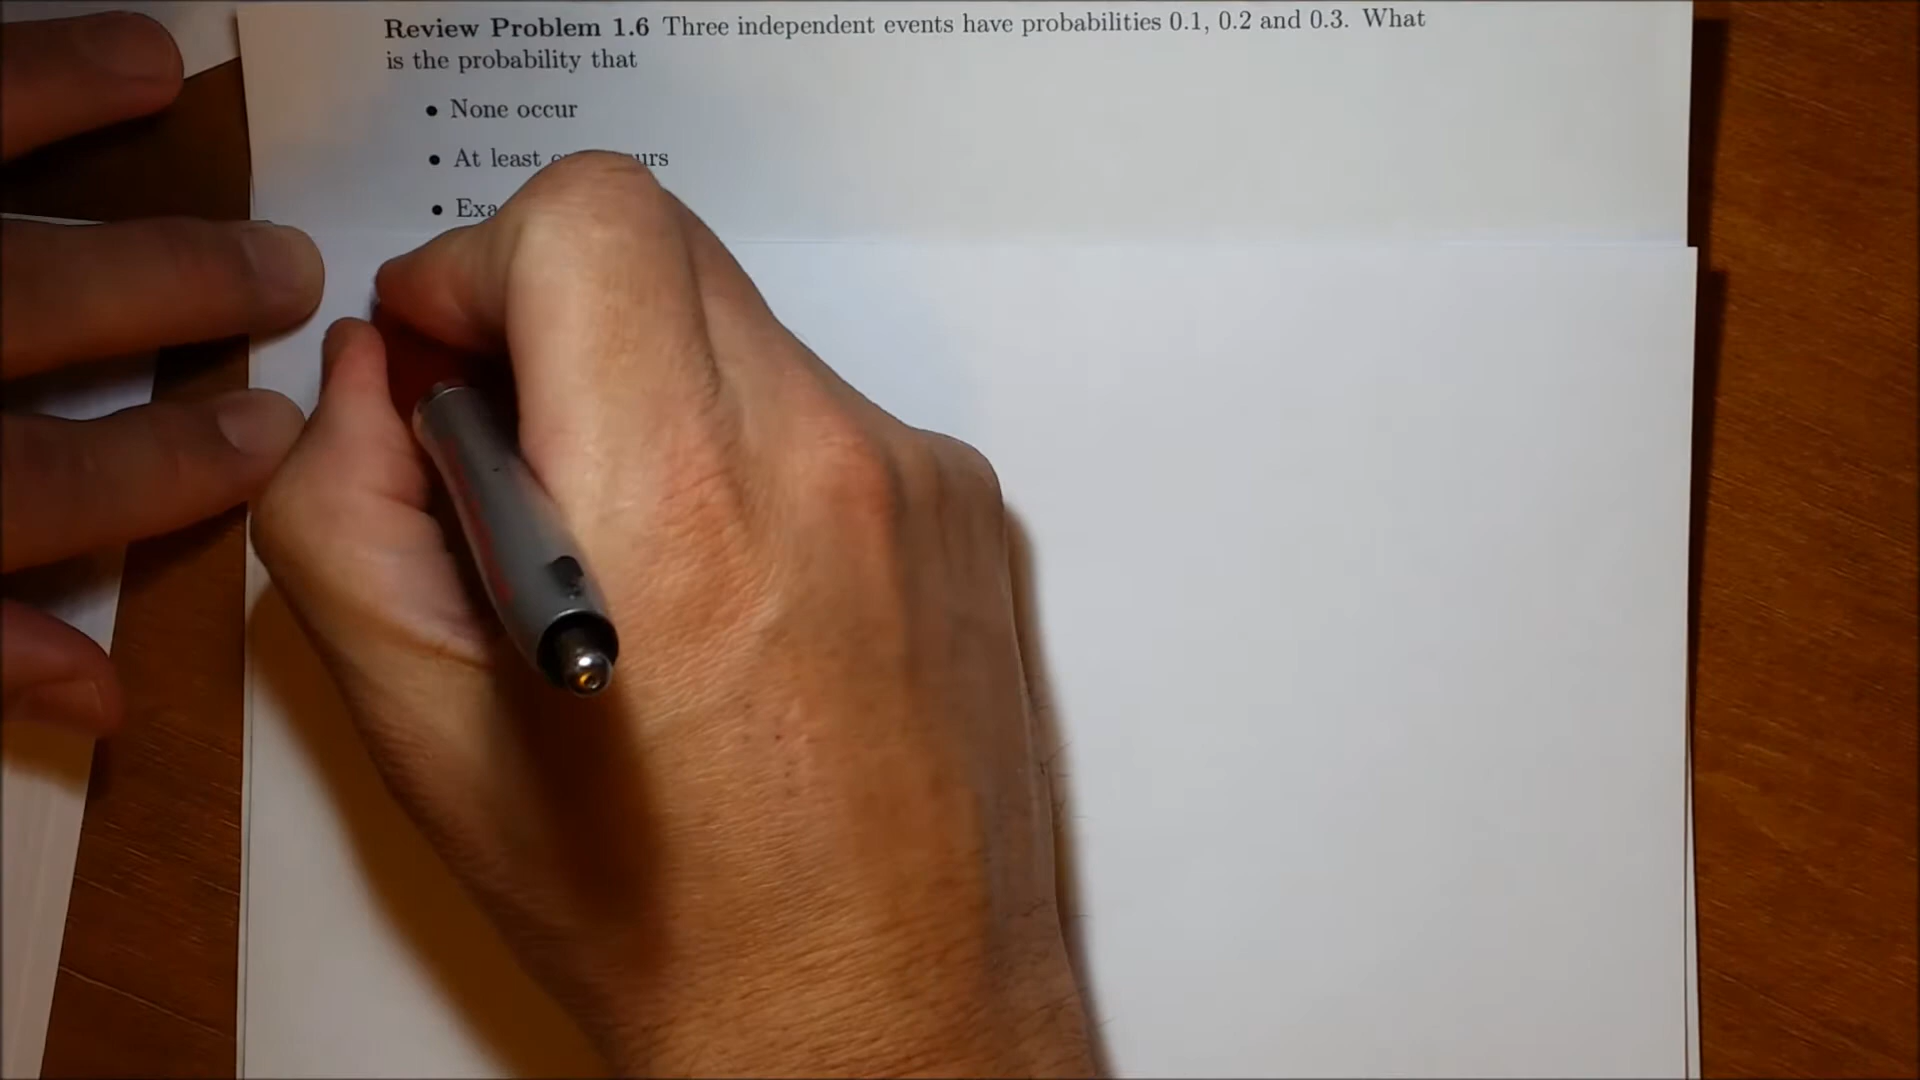 Review Problem 1.6 Three independent events have probabilities 0.1, 0.2 and 0.3. What
is the probability that
• None occur
• At least
•